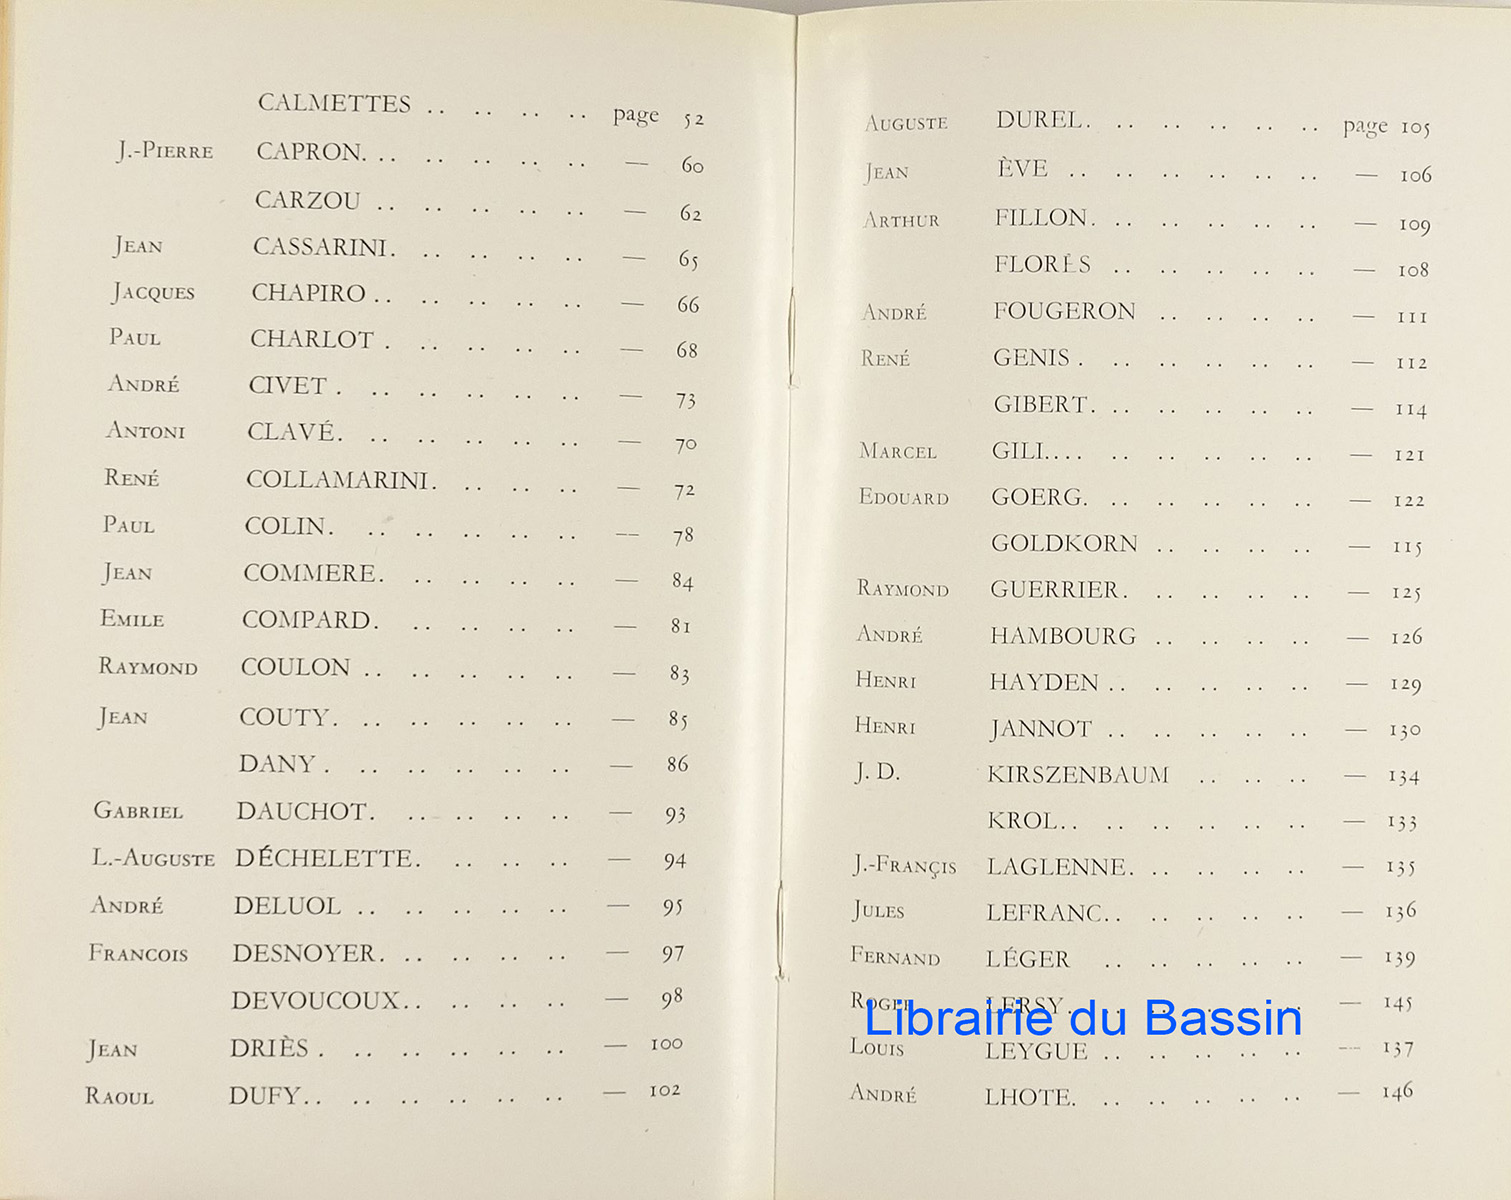 CALMETTES .. .. .. .. page 52
J.-PIERRE CAPRON. .. .. .. .. .. — 60
CARZOU .. .. .. .. .. — 62
JEAN CASSARINI. .. .. .. .. — 65
JACQUES CHAPIRO .. .. .. .. .. — 66
PAUL CHARLOT . .. .. .. .. — 68
ANDRÉ CIVET . .. .. .. .. .. — 73
ANTONI CLAVÉ. .. .. .. .. .. — 70
RENÉ COLLAMARINI. .. .. .. — 72
PAUL COLIN. .. .. .. .. .. — 78
JEAN COMMERE. .. .. .. .. — 84
EMILE COMPARD. .. .. .. .. — 81
RAYMOND COULON .. .. .. .. .. — 83
JEAN COUTY. .. .. .. .. .. — 85
DANY . .. .. .. .. .. — 86
GABRIEL DAUCHOT. .. .. .. .. — 93
L.-AUGUSTE DÉCHELETTE. .. .. .. — 94
ANDRÉ DELUOL .. .. .. .. .. — 95
FRANCOIS DESNOYER. .. .. .. .. — 97
DEVOUCOUX.. .. .. .. — 98
JEAN DRIÈS . .. .. .. .. .. — 100
RAOUL DUFY.. .. .. .. .. .. — 102
AUGUSTE DUREL. .. .. .. .. .. page 105
JEAN ÈVE .. .. .. .. .. .. — 106
ARTHUR FILLON. .. .. .. .. .. — 109
FLORÈS .. .. .. .. .. — 108
ANDRÉ FOUGERON .. .. .. .. — 111
RENÉ GENIS . .. .. .. .. .. — 112
GIBERT. .. .. .. .. .. — 114
MARCEL GILI.... .. .. .. .. .. — 121
EDOUARD GOERG. .. .. .. .. .. — 122
GOLDKORN .. .. .. .. — 115
RAYMOND GUERRIER. .. .. .. .. — 125
ANDRÉ HAMBOURG .. .. .. .. — 126
HENRI HAYDEN .. .. .. .. .. — 129
HENRI JANNOT .. .. .. .. .. — 130
J. D. KIRSZENBAUM .. .. .. — 134
KROL.. .. .. .. .. .. — 133
J.-FRANÇIS LAGLENNE. .. .. .. .. — 135
JULES LEFRANC.. .. .. .. .. — 136
FERNAND LÉGER .. .. .. .. .. — 139
ROGER LERSY. .. .. .. .. .. — 145
Librairie du Bassin
LOUIS LEYGUE .. .. .. .. .. — 137
ANDRÉ LHOTE. .. .. .. .. .. — 146